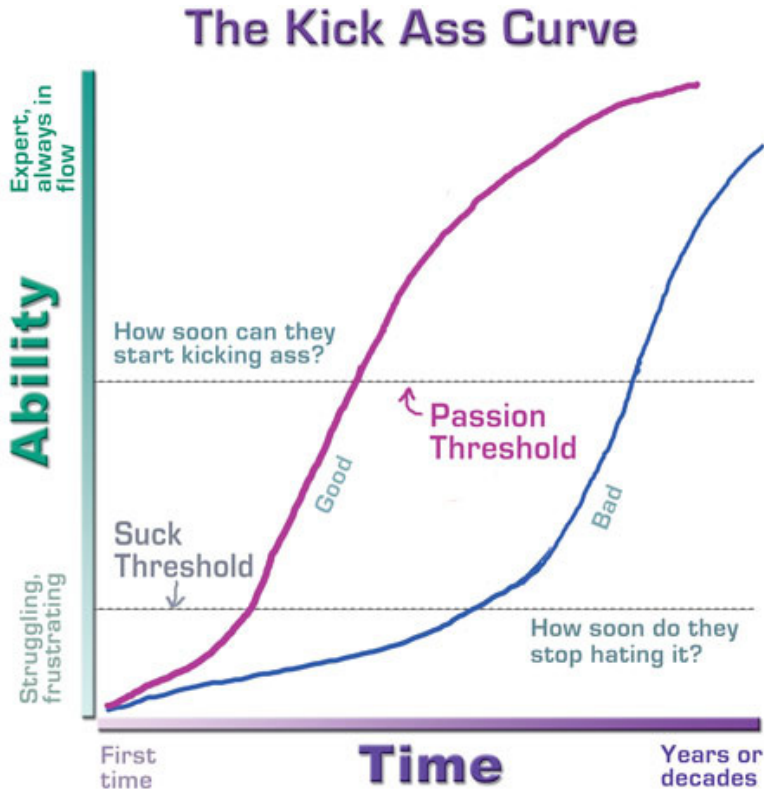 The Kick Ass Curve
Expert,
always in
flow
Ability
How soon can they
start kicking ass?
Passion
Threshold
Good
Bad
Suck
Threshold
Struggling,
frustrating
How soon do they
stop hating it?
First
time
Time
Years or
decades